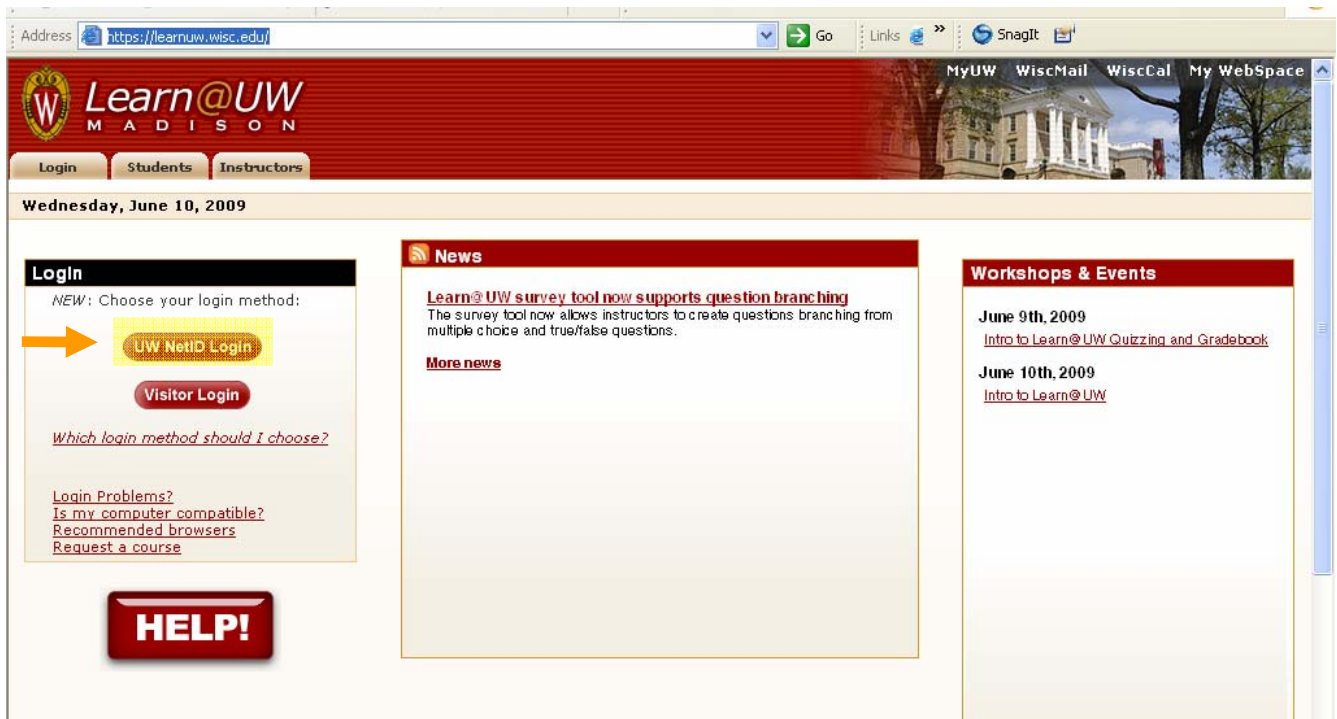 Address https://learnuw.wisc.edu/ Go Links » SnagIt
MyUW WiscMail WiscCal My WebSpace
W Learn@UW
MADISON
Login Students Instructors
Wednesday, June 10, 2009
Login
NEW: Choose your login method:
UW NetID Login
Visitor Login
Which login method should I choose?
Login Problems?
Is my computer compatible?
Recommended browsers
Request a course
HELP!
News
Learn@UW survey tool now supports question branching
The survey tool now allows instructors to create questions branching from
multiple choice and true/false questions.
More news
Workshops & Events
June 9th, 2009
Intro to Learn@UW Quizzing and Gradebook
June 10th, 2009
Intro to Learn@UW